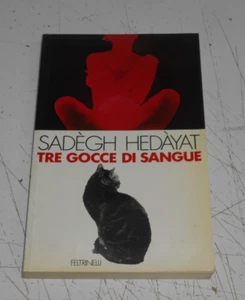 SADÈGH HEDÀYAT
TRE GOCCE DI SANGUE
FELTRINELLI